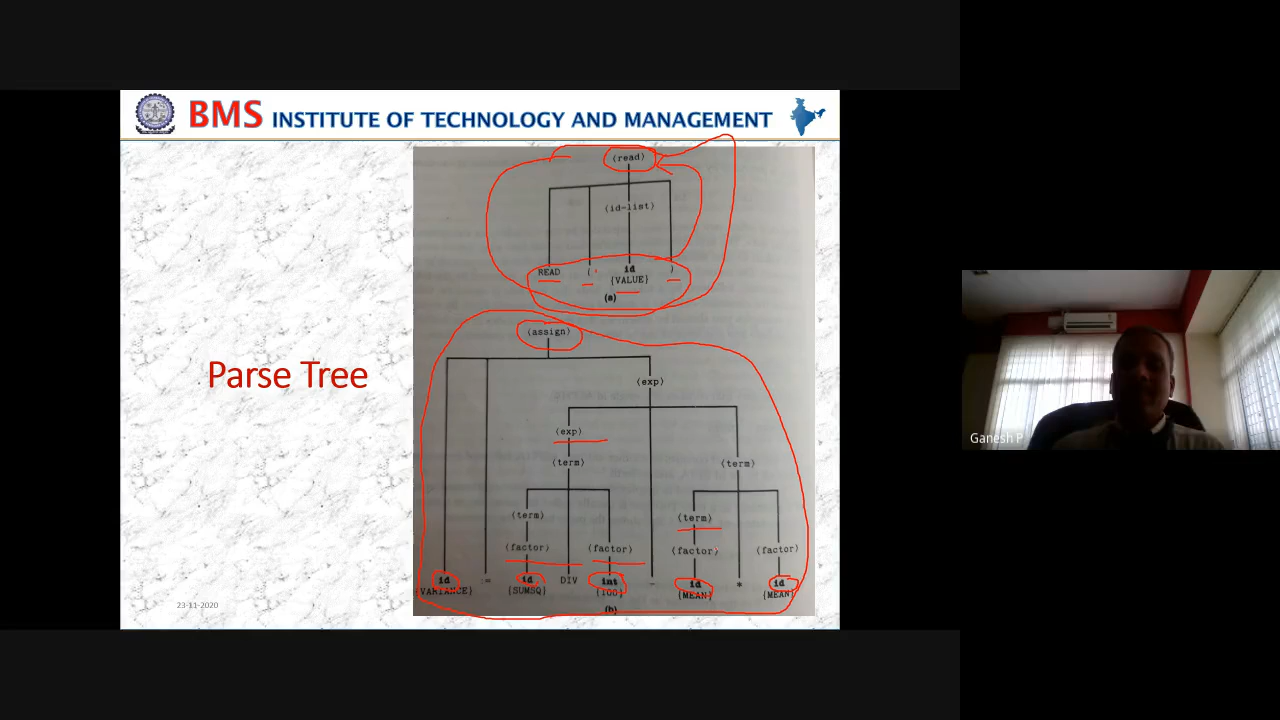 BMS INSTITUTE OF TECHNOLOGY AND MANAGEMENT
⟨read⟩
⟨id-list⟩
READ ( id )
{VALUE}
(a)
⟨assign⟩
⟨exp⟩
Parse Tree
⟨exp⟩
⟨term⟩ ⟨term⟩
⟨term⟩ ⟨term⟩
⟨factor⟩ ⟨factor⟩ ⟨factor⟩ ⟨factor⟩
id := id DIV int - id * id
{VARIANCE} {SUMSQ} {100} {MEAN} {MEAN}
(b)
23-11-2020
Ganesh P